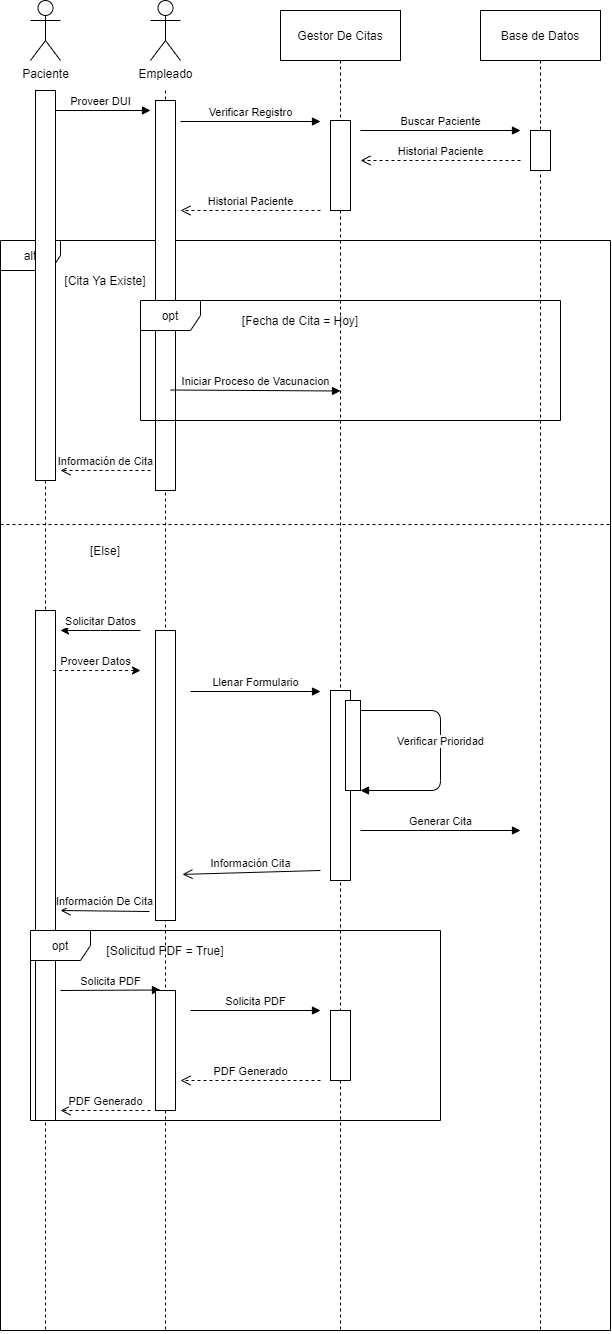 Paciente
Empleado
Gestor De Citas
Base de Datos
Proveer DUI
Verificar Registro
Buscar Paciente
Historial Paciente
Historial Paciente
alt
[Cita Ya Existe]
opt
[Fecha de Cita = Hoy]
Iniciar Proceso de Vacunacion
Información de Cita
[Else]
Solicitar Datos
Proveer Datos
Llenar Formulario
Verificar Prioridad
Generar Cita
Información Cita
Información De Cita
opt
[Solicitud PDF = True]
Solicita PDF
Solicita PDF
PDF Generado
PDF Generado